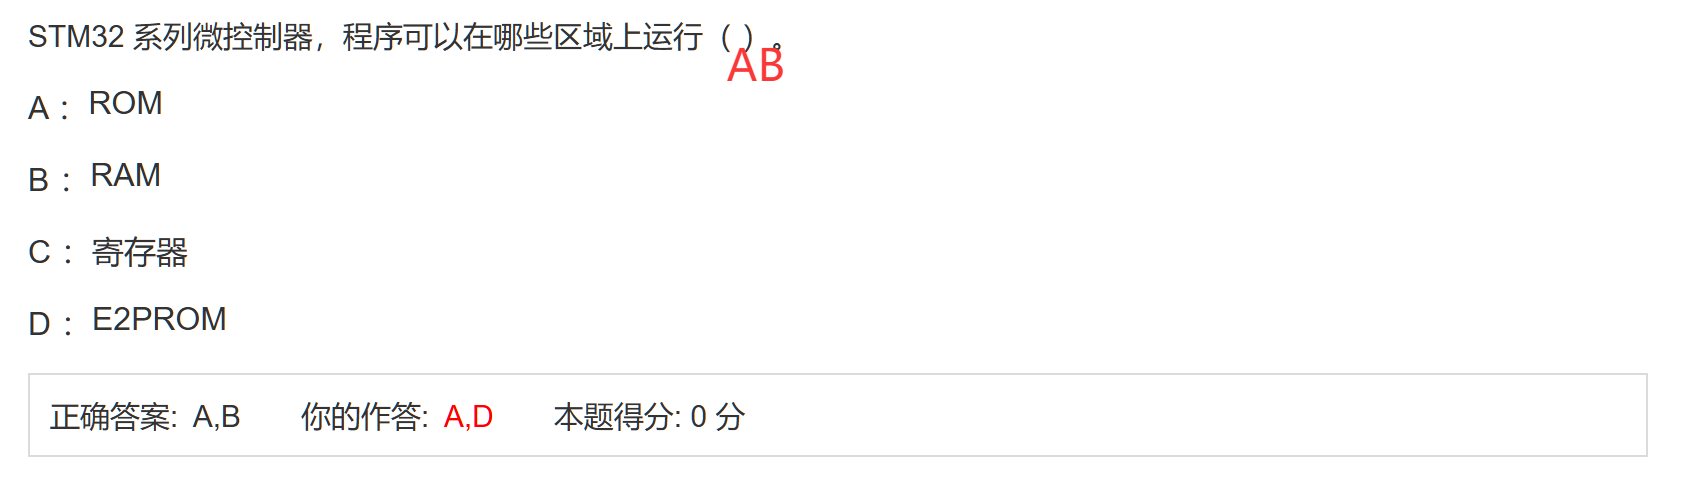 STM32 系列微控制器，程序可以在哪些区域上运行（ ）。
AB
A： ROM
B： RAM
C： 寄存器
D： E2PROM
正确答案: A,B 你的作答: A,D 本题得分: 0 分